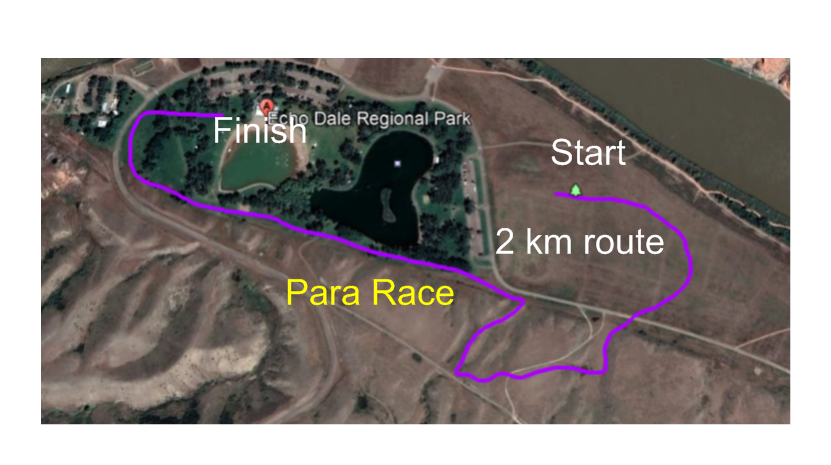 A
Echo Dale Regional Park
Finish
Start
2 km route
Para Race